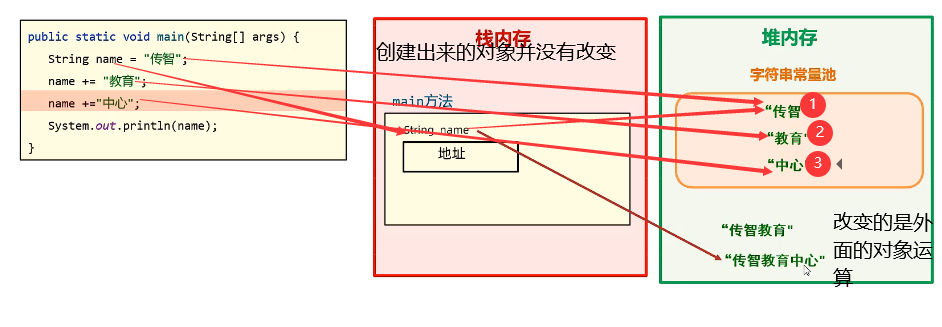 public static void main(String[] args) {
String name = "传智";
name += "教育";
name +="中心";
System.out.println(name);
}
栈内存
创建出来的对象并没有改变
main方法
String name
地址
堆内存
字符串常量池
“传智 1
“教育" 2
“中心 3
“传智教育"
“传智教育中心"
改变的是外
面的对象运
算